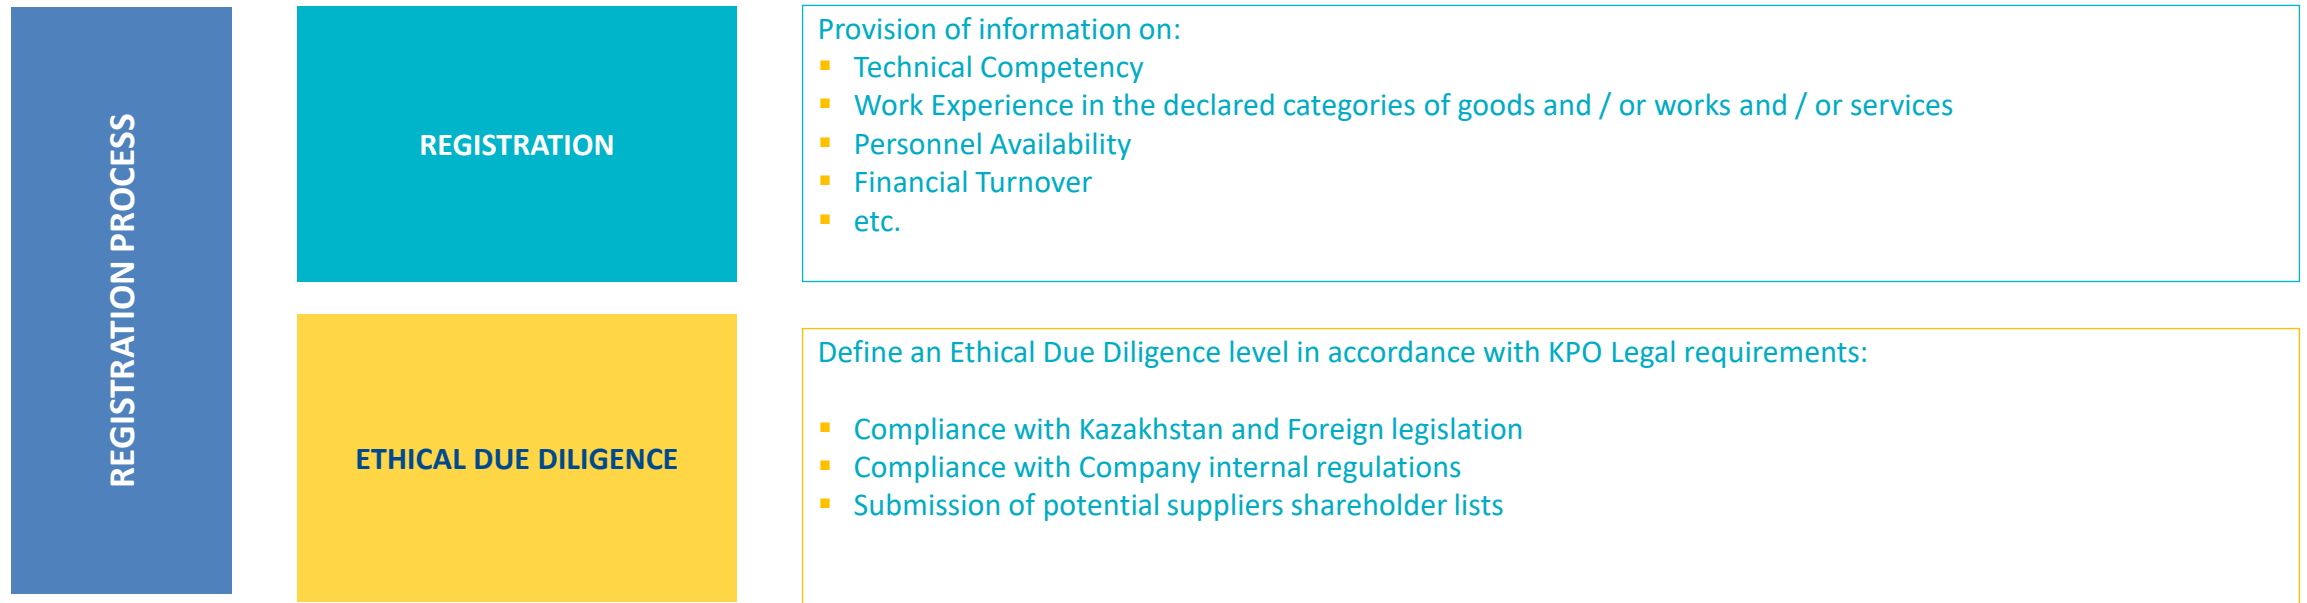 REGISTRATION PROCESS
REGISTRATION
Provision of information on:
▪ Technical Competency
▪ Work Experience in the declared categories of goods and / or works and / or services
▪ Personnel Availability
▪ Financial Turnover
▪ etc.
ETHICAL DUE DILIGENCE
Define an Ethical Due Diligence level in accordance with KPO Legal requirements:
▪ Compliance with Kazakhstan and Foreign legislation
▪ Compliance with Company internal regulations
▪ Submission of potential suppliers shareholder lists